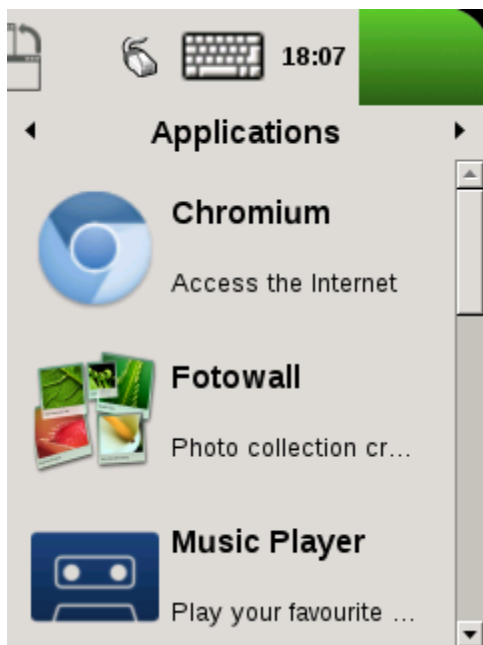 18:07
Applications
Chromium
Access the Internet
Fotowall
Photo collection cr...
Music Player
Play your favourite ...